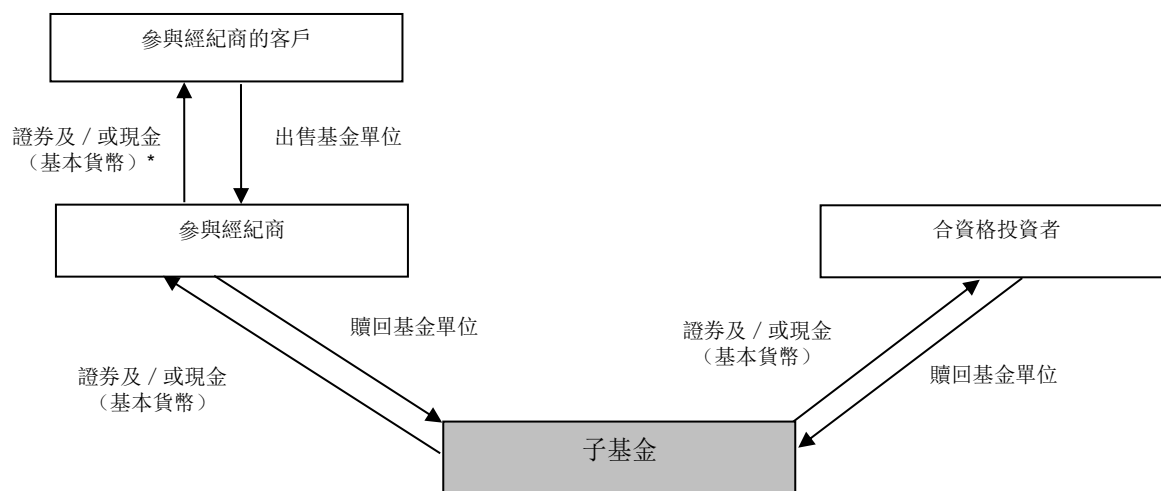 參與經紀商的客戶
證券及 / 或現金
（基本貨幣）*
出售基金單位
參與經紀商
合資格投資者
贖回基金單位
證券及 / 或現金
（基本貨幣）
證券及 / 或現金
（基本貨幣）
贖回基金單位
子基金